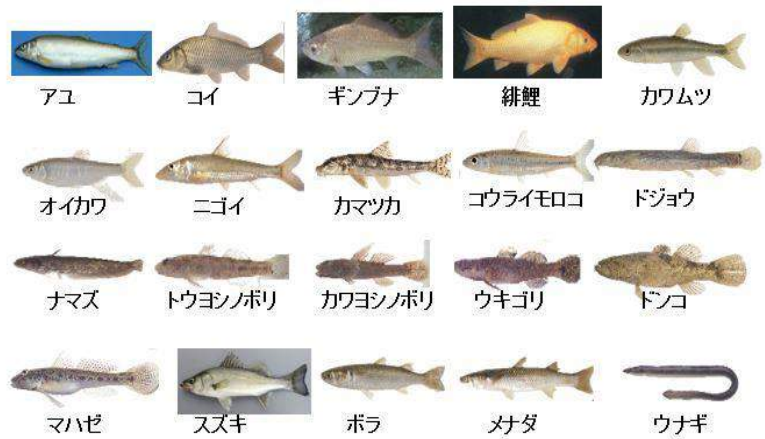 アユ コイ ギンブナ 緋鯉 カワムツ
オイカワ ニゴイ カマツカ コウライモロコ ドジョウ
ナマズ トウヨシノボリ カワヨシノボリ ウキゴリ ドンコ
マハゼ スズキ ボラ メナダ ウナギ